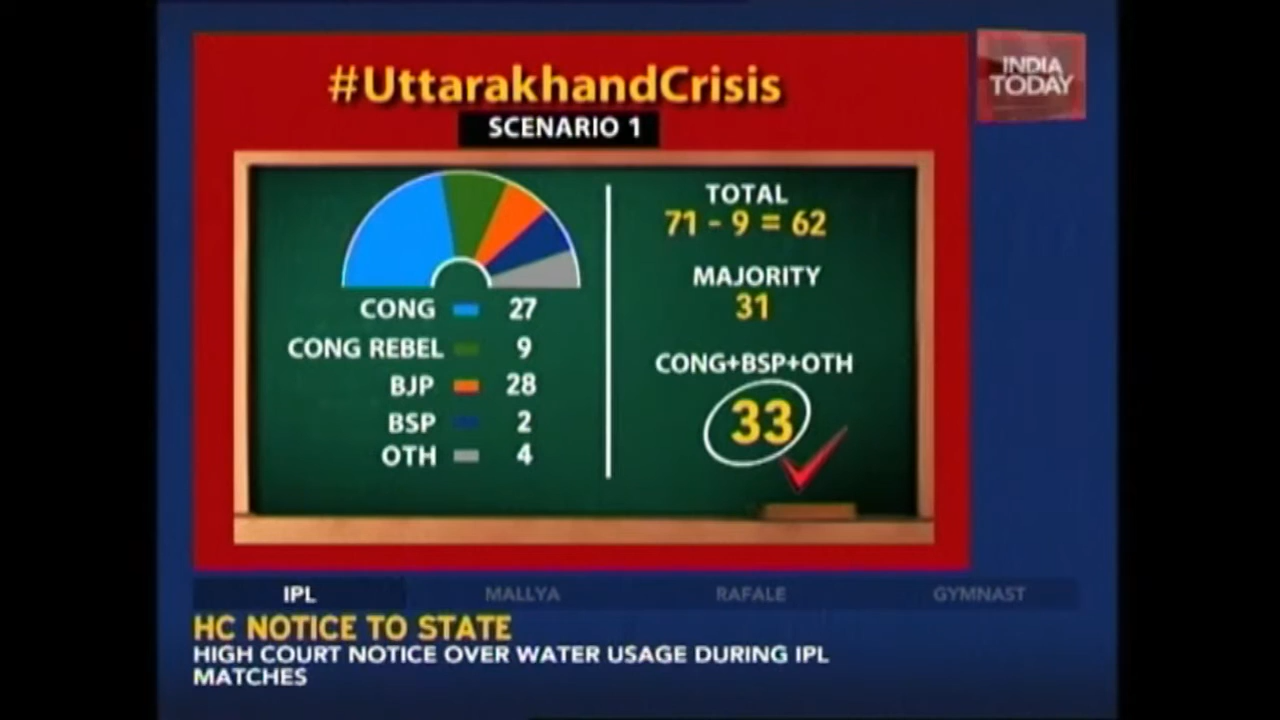 #UttarakhandCrisis
SCENARIO 1
INDIA
TODAY
CONG 27
CONG REBEL 9
BJP 28
BSP 2
OTH 4
TOTAL
71 - 9 = 62
MAJORITY
31
CONG+BSP+OTH
33
IPL MALLYA RAFALE GYMNAST
HC NOTICE TO STATE
HIGH COURT NOTICE OVER WATER USAGE DURING IPL
MATCHES